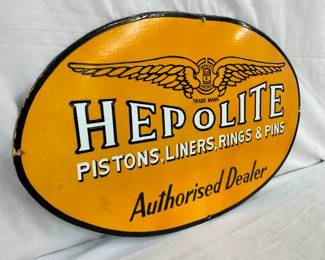 TRADE MARK
HEPOLITE
PISTONS, LINERS, RINGS & PINS
Authorised Dealer